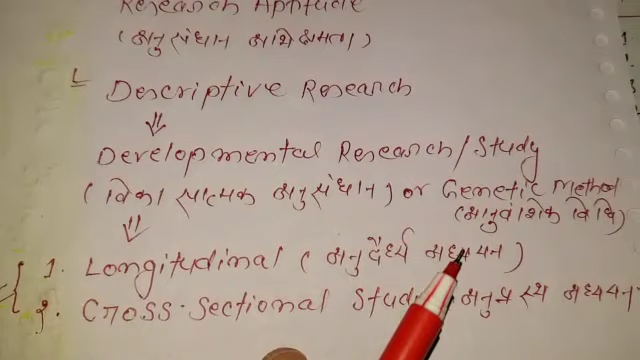 Research Aptitude
(अनुसंधान अभिक्षमता)
Descriptive Research
⇓
Developmental Research/Study
(विकासात्मक अनुसंधान) or Genetic Method
(आनुवांशिक विधि)
⇓
1. Longitudinal (अनुदैर्ध्य अध्ययन)
2. Cross-Sectional Study अनुप्रस्थ अध्ययन